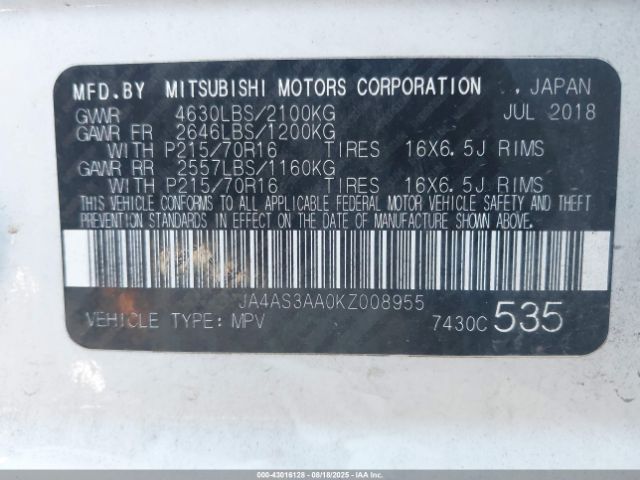 MFD.BY MITSUBISHI MOTORS CORPORATION , JAPAN
GVWR 4630LBS/2100KG JUL 2018
GAWR FR 2646LBS/1200KG
WITH P215/70R16 TIRES 16X6.5J RIMS
GAWR RR 2557LBS/1160KG
WITH P215/70R16 TIRES 16X6.5J RIMS
THIS VEHICLE CONFORMS TO ALL APPLICABLE FEDERAL MOTOR VEHICLE SAFETY AND THEFT
PREVENTION STANDARDS IN EFFECT ON THE DATE OF MANUFACTURE SHOWN ABOVE.
JA4AS3AA0KZ008955
VEHICLE TYPE: MPV 7430C 535
000-43016128 - 08/18/2025 - IAAI.COM